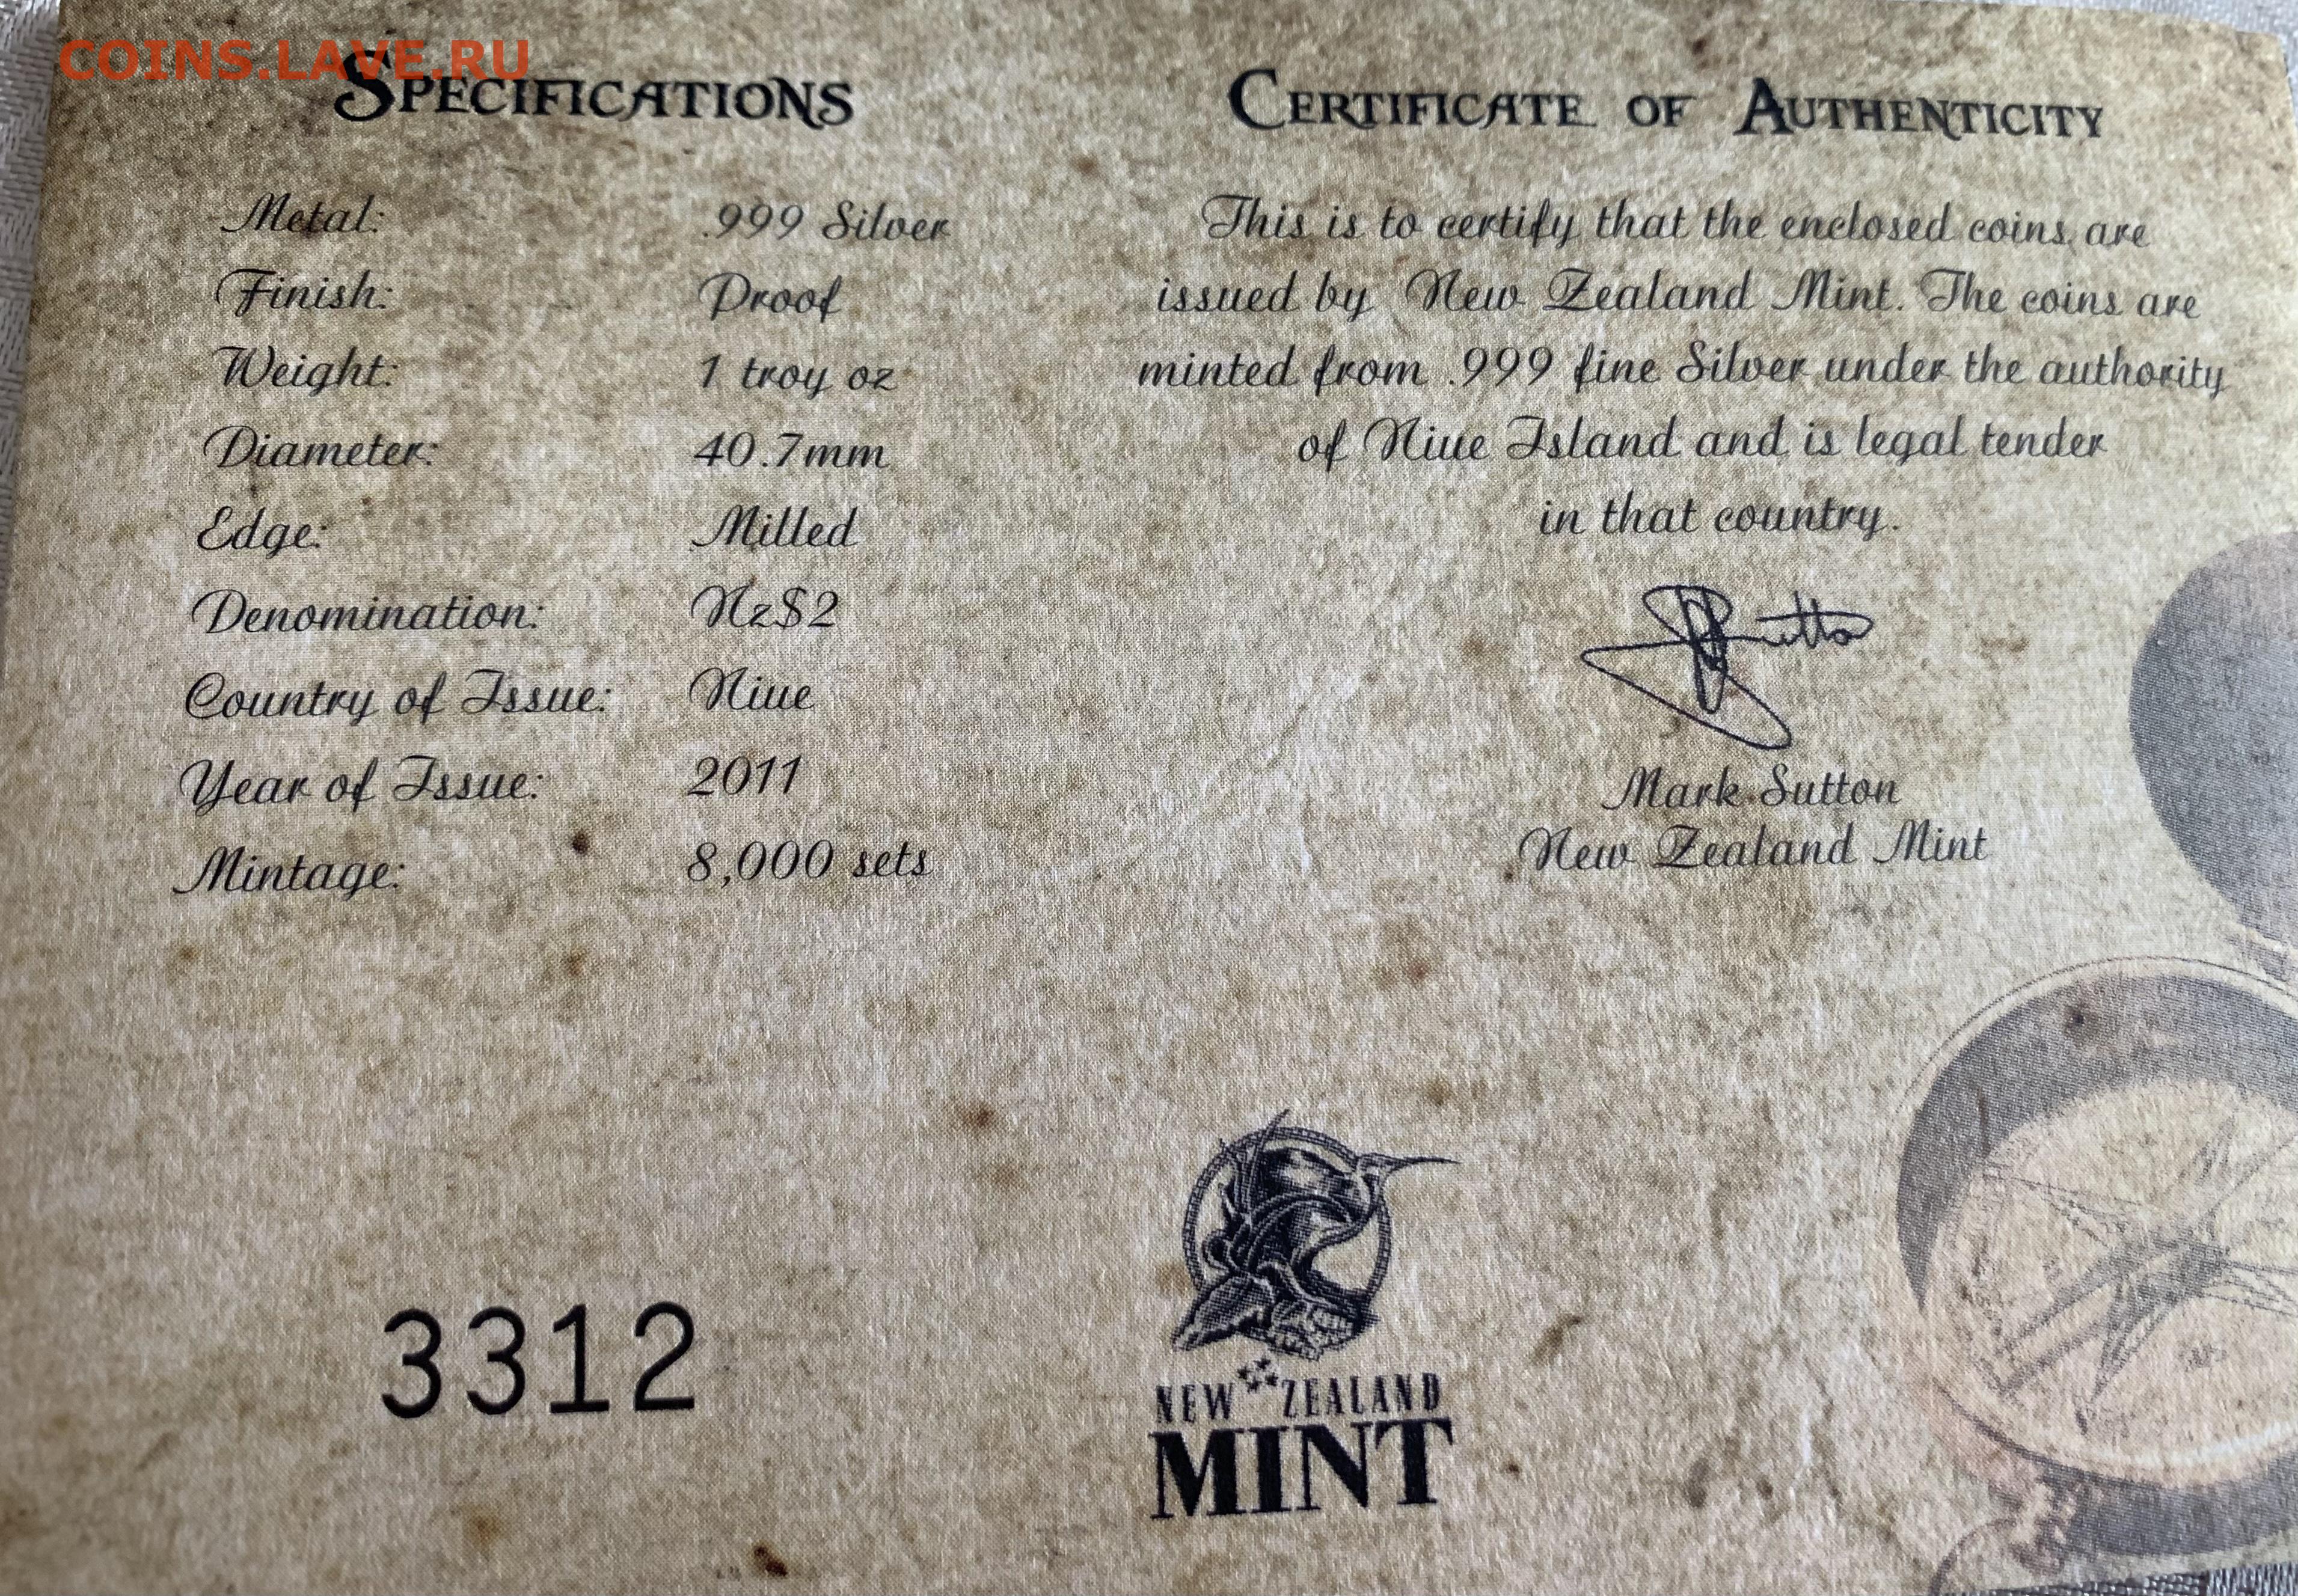 COINS.LAVE.RU
SPECIFICATIONS
Metal: .999 Silver
Finish: Proof
Weight: 1 troy oz
Diameter: 40.7mm
Edge: Milled
Denomination: Nz$2
Country of Issue: Niue
Year of Issue: 2011
Mintage: 8,000 sets
3312
CERTIFICATE OF AUTHENTICITY
This is to certify that the enclosed coins are
issued by New Zealand Mint. The coins are
minted from .999 fine Silver under the authority
of Niue Island and is legal tender
in that country.
Sutton
Mark Sutton
New Zealand Mint
NEW ZEALAND
MINT